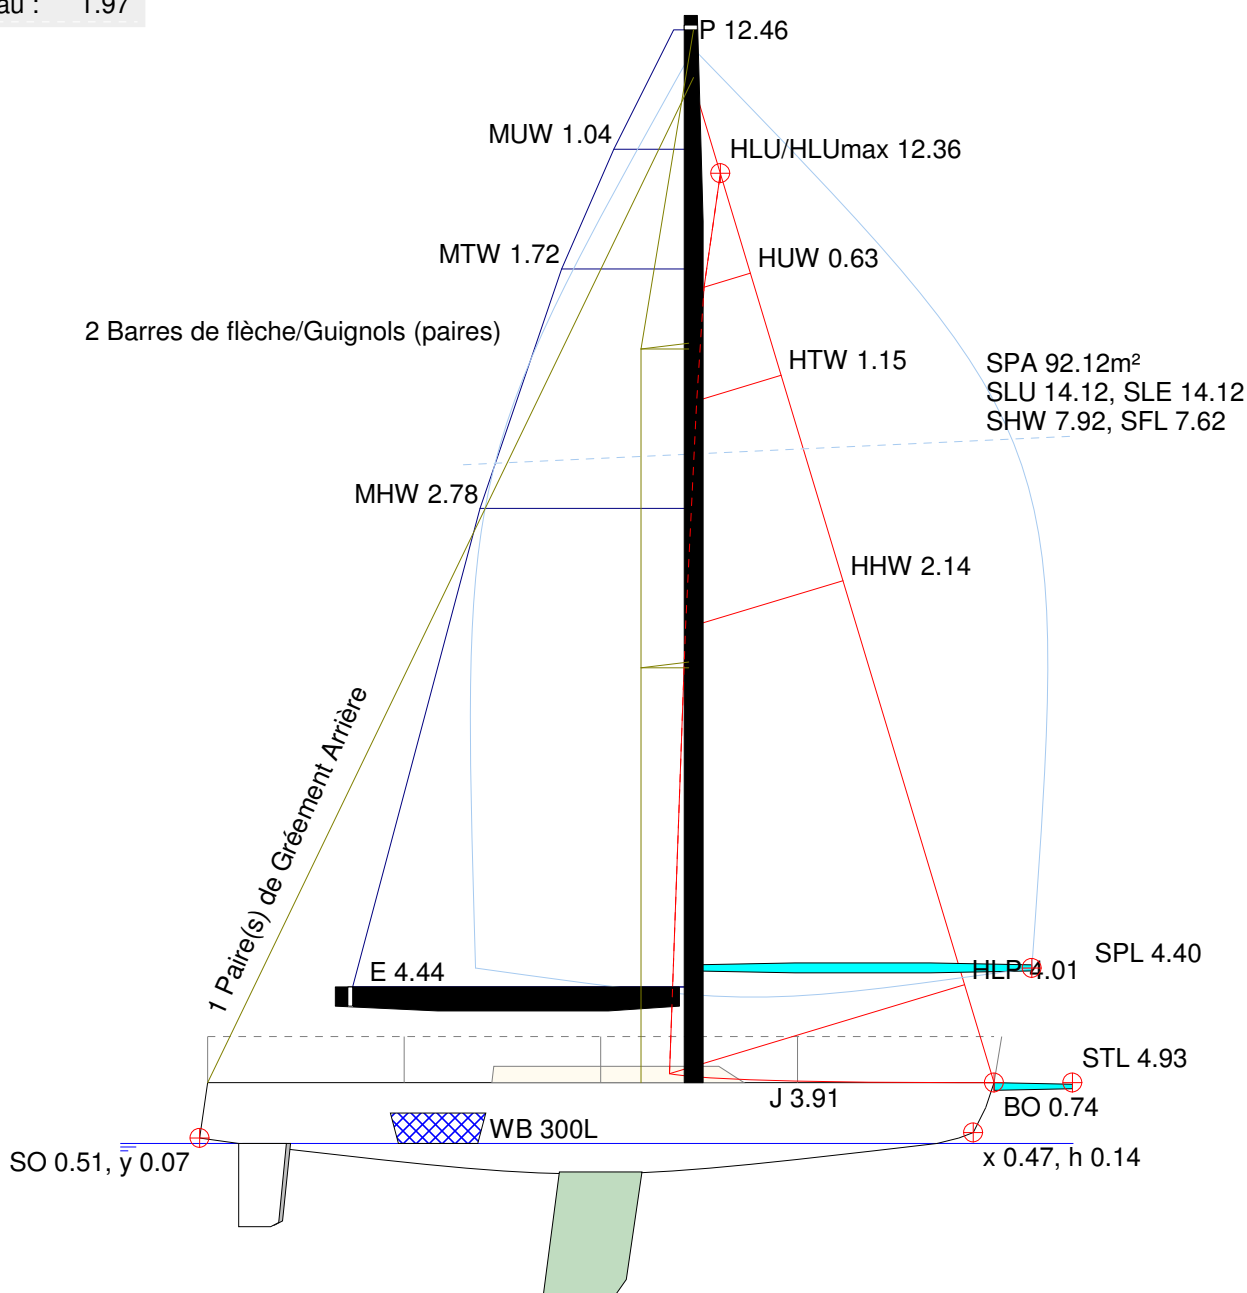 1.97
P 12.46
MUW 1.04
HLU/HLUmax 12.36
MTW 1.72
HUW 0.63
2 Barres de flèche/Guignols (paires)
HTW 1.15
SPA 92.12m²
SLU 14.12, SLE 14.12
SHW 7.92, SFL 7.62
MHW 2.78
HHW 2.14
1 Paire(s) de Gréement Arrière
E 4.44
SPL 4.40
HLP 4.01
STL 4.93
J 3.91
BO 0.74
WB 300L
SO 0.51, y 0.07
x 0.47, h 0.14